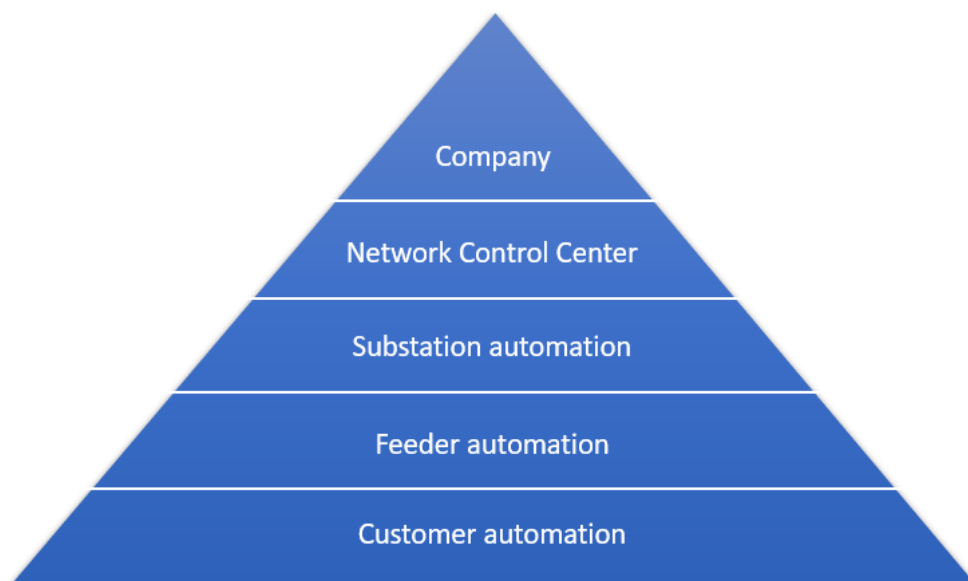 Company
Network Control Center
Substation automation
Feeder automation
Customer automation